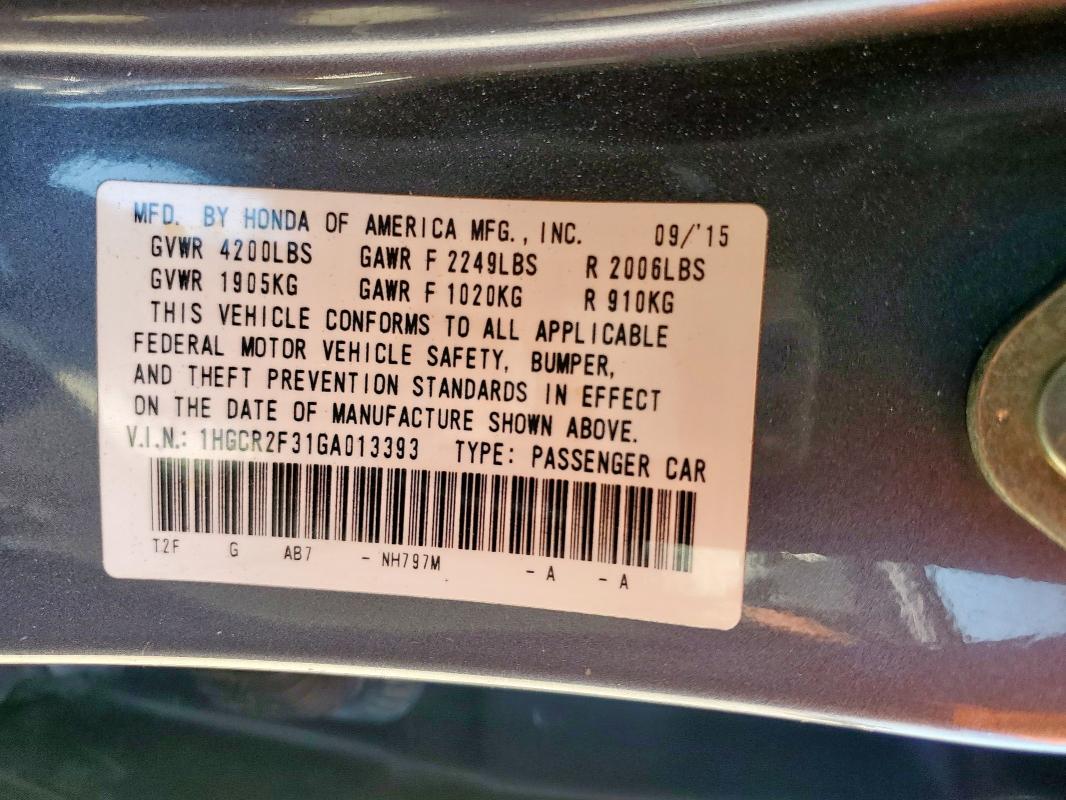 MFD. BY HONDA OF AMERICA MFG., INC. 09/'15
GVWR 4200LBS GAWR F 2249LBS R 2006LBS
GVWR 1905KG GAWR F 1020KG R 910KG
THIS VEHICLE CONFORMS TO ALL APPLICABLE
FEDERAL MOTOR VEHICLE SAFETY, BUMPER,
AND THEFT PREVENTION STANDARDS IN EFFECT
ON THE DATE OF MANUFACTURE SHOWN ABOVE.
V.I.N.: 1HGCR2F31GA013393 TYPE: PASSENGER CAR
T2F G AB7 - NH797M - A - A